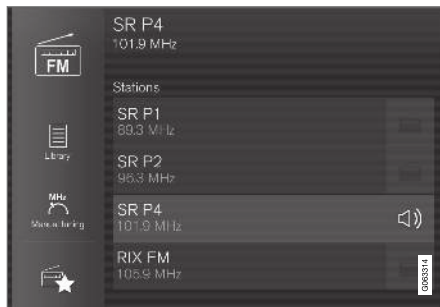 SR P4
101.9 MHz
FM
Stations
SR P1
89.3 MHz
Library
SR P2
96.3 MHz
MHz
Manual tuning
SR P4
101.9 MHz
RIX FM
105.9 MHz
G063314